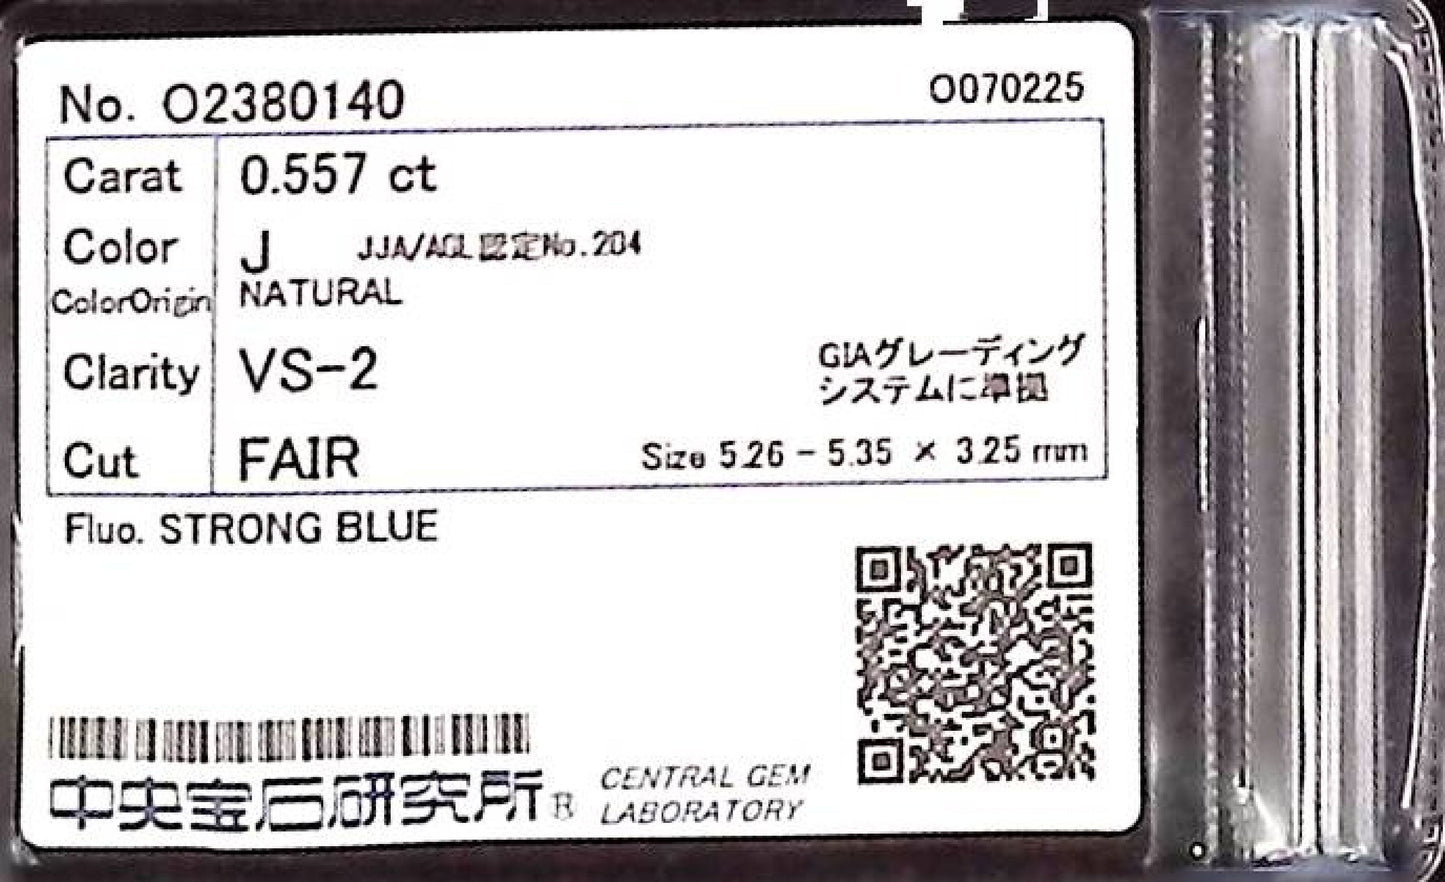 No. O2380140
O070225
Carat 0.557 ct
Color J JJA/AGL認定No.204
ColorOrigin NATURAL
Clarity VS-2
GIAグレーディング
システムに準拠
Cut FAIR Size 5.26 - 5.35 × 3.25 mm
Fluo. STRONG BLUE
中央宝石研究所® CENTRAL GEM
LABORATORY